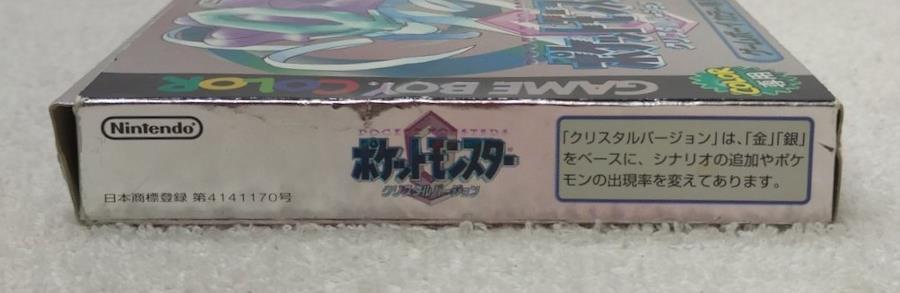 GAME BOY COLOR
COLOR
専用
Nintendo
日本商標登録 第4141170号
ポケットモンスター
クリスタルバージョン
「クリスタルバージョン」は、「金」「銀」
をベースに、シナリオの追加やポケ
モンの出現率を変えてあります。